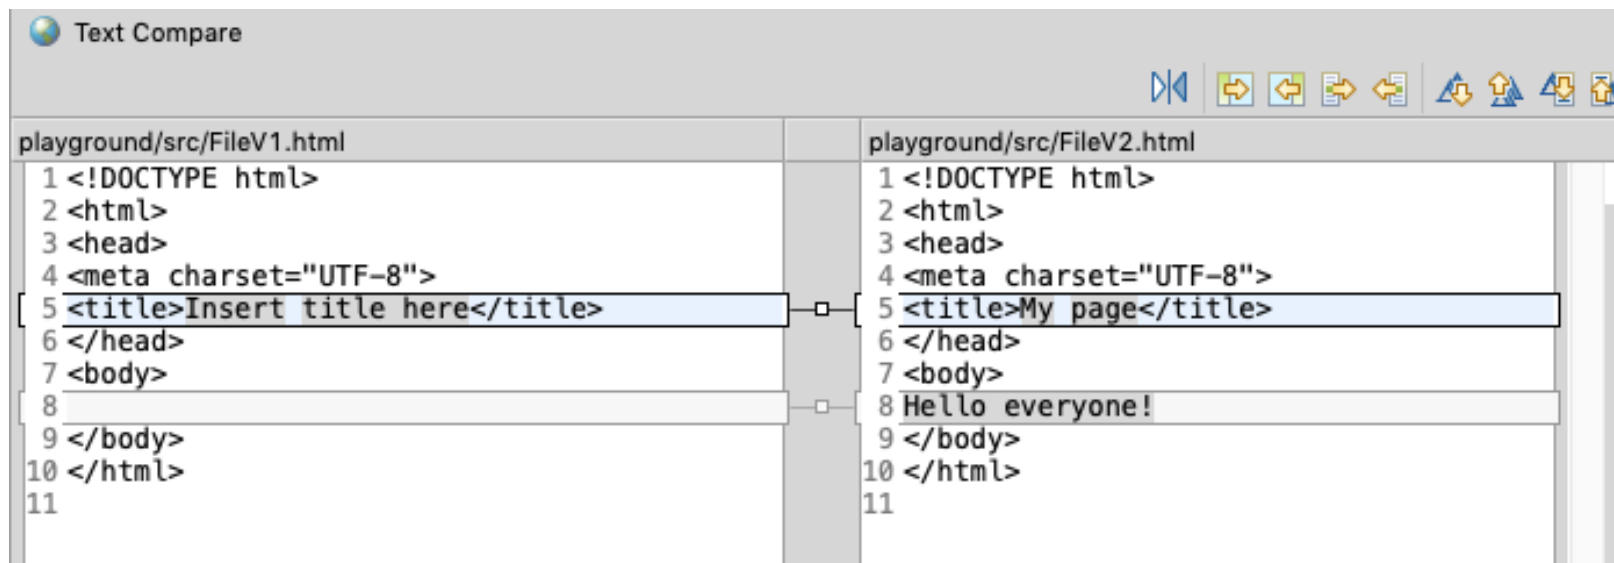 Text Compare
playground/src/FileV1.html
1 <!DOCTYPE html>
2 <html>
3 <head>
4 <meta charset="UTF-8">
5 <title>Insert title here</title>
6 </head>
7 <body>
8
9 </body>
10 </html>
11
playground/src/FileV2.html
1 <!DOCTYPE html>
2 <html>
3 <head>
4 <meta charset="UTF-8">
5 <title>My page</title>
6 </head>
7 <body>
8 Hello everyone!
9 </body>
10 </html>
11